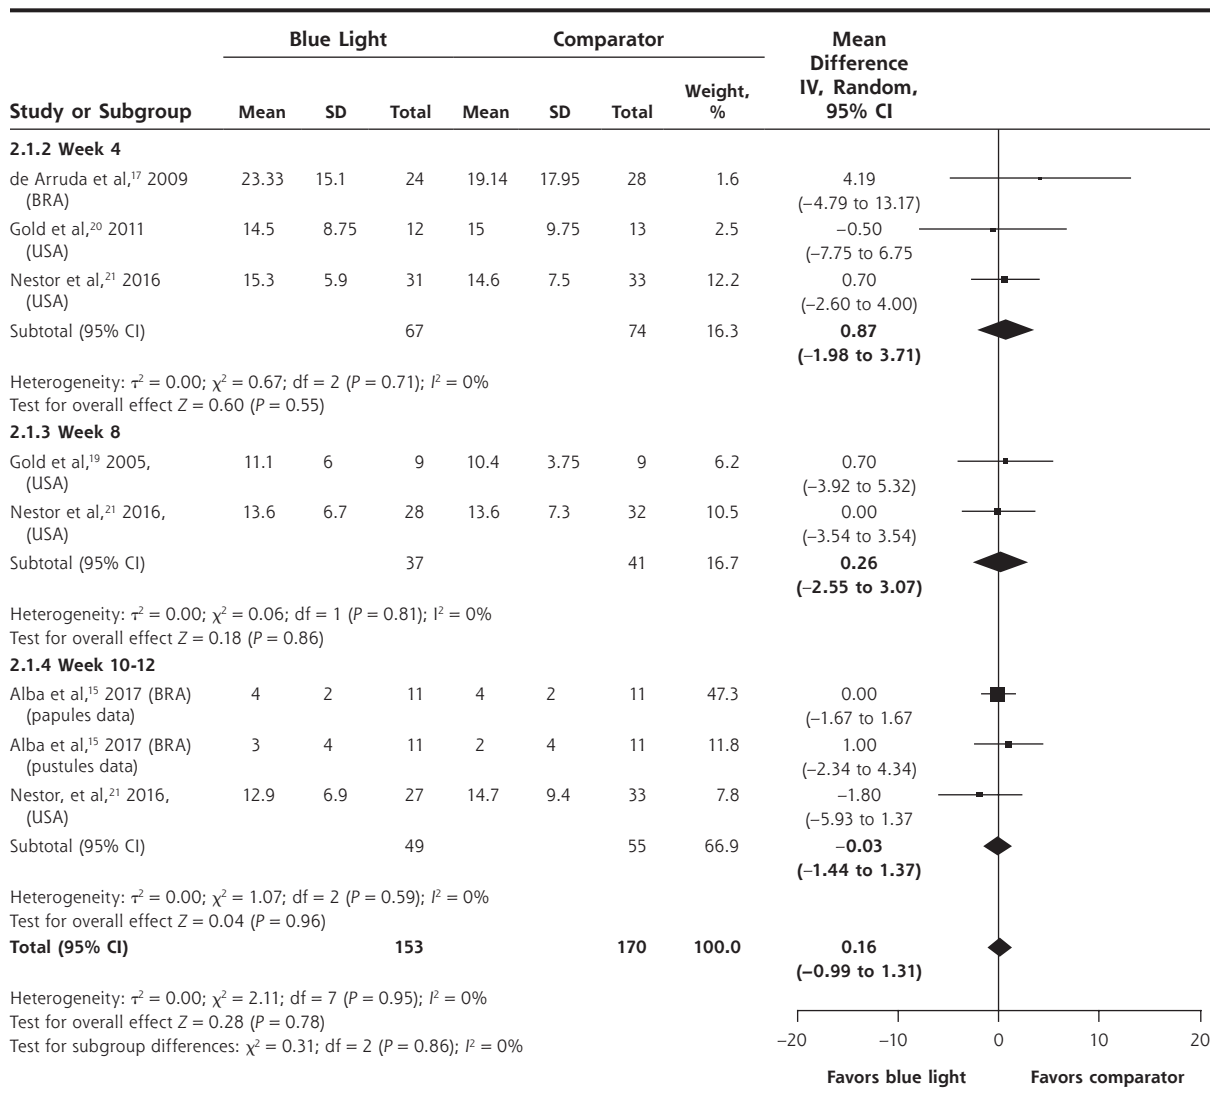 Blue Light Comparator Mean
Difference
IV, Random,
95% CI
Study or Subgroup Mean SD Total Mean SD Total Weight,
%
2.1.2 Week 4
de Arruda et al,17 2009 23.33 15.1 24 19.14 17.95 28 1.6 4.19
(BRA) (–4.79 to 13.17)
Gold et al,20 2011 14.5 8.75 12 15 9.75 13 2.5 –0.50
(USA) (–7.75 to 6.75
Nestor et al,21 2016 15.3 5.9 31 14.6 7.5 33 12.2 0.70
(USA) (–2.60 to 4.00)
Subtotal (95% CI) 67 74 16.3 0.87
(–1.98 to 3.71)
Heterogeneity: τ2 = 0.00; χ2 = 0.67; df = 2 (P = 0.71); I2 = 0%
Test for overall effect Z = 0.60 (P = 0.55)
2.1.3 Week 8
Gold et al,19 2005, 11.1 6 9 10.4 3.75 9 6.2 0.70
(USA) (–3.92 to 5.32)
Nestor et al,21 2016, 13.6 6.7 28 13.6 7.3 32 10.5 0.00
(USA) (–3.54 to 3.54)
Subtotal (95% CI) 37 41 16.7 0.26
(–2.55 to 3.07)
Heterogeneity: τ2 = 0.00; χ2 = 0.06; df = 1 (P = 0.81); I2 = 0%
Test for overall effect Z = 0.18 (P = 0.86)
2.1.4 Week 10-12
Alba et al,15 2017 (BRA) 4 2 11 4 2 11 47.3 0.00
(papules data) (–1.67 to 1.67
Alba et al,15 2017 (BRA) 3 4 11 2 4 11 11.8 1.00
(pustules data) (–2.34 to 4.34)
Nestor, et al,21 2016, 12.9 6.9 27 14.7 9.4 33 7.8 –1.80
(USA) (–5.93 to 1.37
Subtotal (95% CI) 49 55 66.9 –0.03
(–1.44 to 1.37)
Heterogeneity: τ2 = 0.00; χ2 = 1.07; df = 2 (P = 0.59); I2 = 0%
Test for overall effect Z = 0.04 (P = 0.96)
Total (95% CI) 153 170 100.0 0.16
(–0.99 to 1.31)
Heterogeneity: τ2 = 0.00; χ2 = 2.11; df = 7 (P = 0.95); I2 = 0%
Test for overall effect Z = 0.28 (P = 0.78)
Test for subgroup differences: χ2 = 0.31; df = 2 (P = 0.86); I2 = 0%
–20 –10 0 10 20
Favors blue light Favors comparator